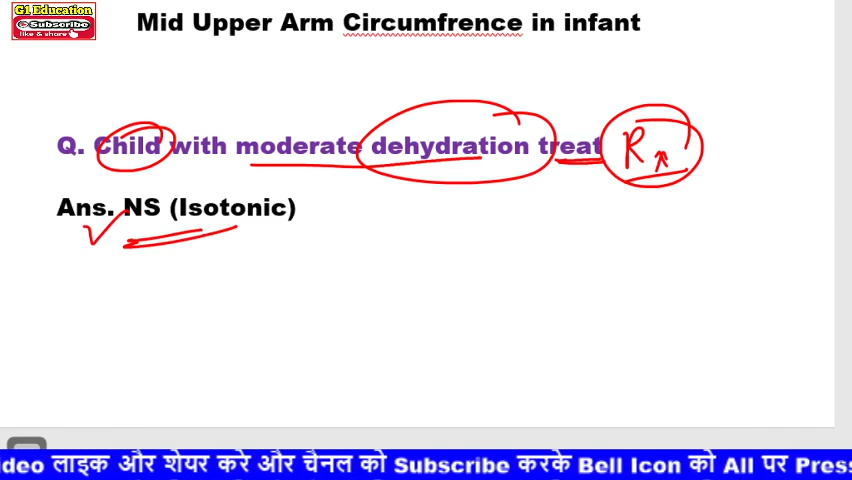 G1 Education
Subscribe
like & share
Mid Upper Arm Circumfrence in infant
Q. Child with moderate dehydration treat Rx
Ans. NS (Isotonic)
ideo लाइक और शेयर करे और चैनल को Subscribe करके Bell Icon को All पर Press